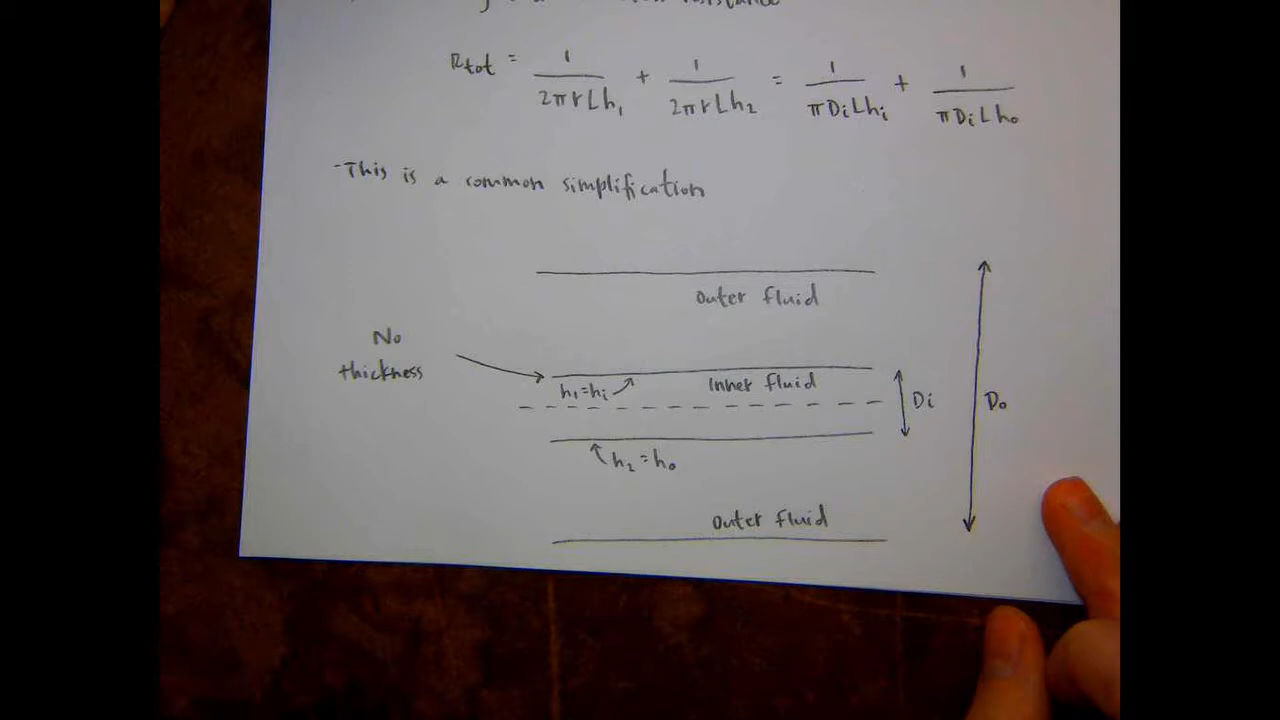 R_tot = 1/(2πrLh₁) + 1/(2πrLh₂) = 1/(πDᵢLhᵢ) + 1/(πDᵢLhₒ)
-This is a common simplification
Outer fluid
No
thickness
h₁=hᵢ
Inner fluid
Di
Do
h₂=hₒ
Outer fluid